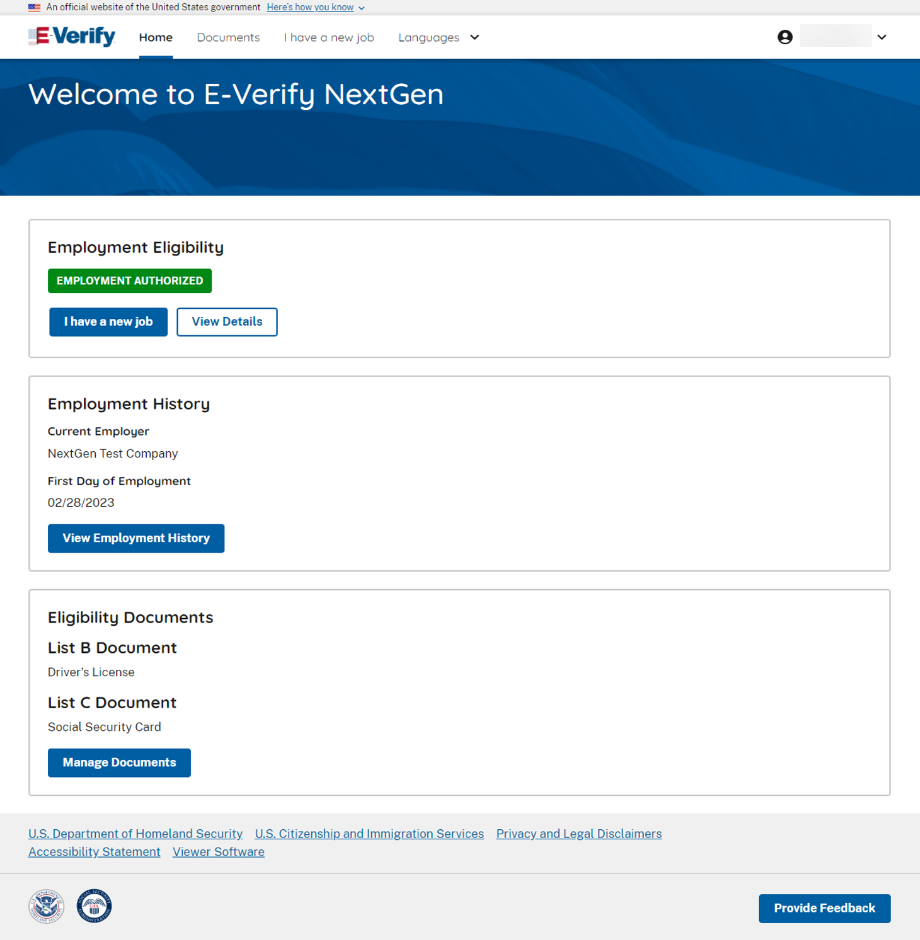 An official website of the United States government Here's how you know
E-Verify Home Documents I have a new job Languages
Welcome to E-Verify NextGen
Employment Eligibility
EMPLOYMENT AUTHORIZED
I have a new job View Details
Employment History
Current Employer
NextGen Test Company
First Day of Employment
02/28/2023
View Employment History
Eligibility Documents
List B Document
Driver's License
List C Document
Social Security Card
Manage Documents
U.S. Department of Homeland Security U.S. Citizenship and Immigration Services Privacy and Legal Disclaimers
Accessibility Statement Viewer Software
Provide Feedback